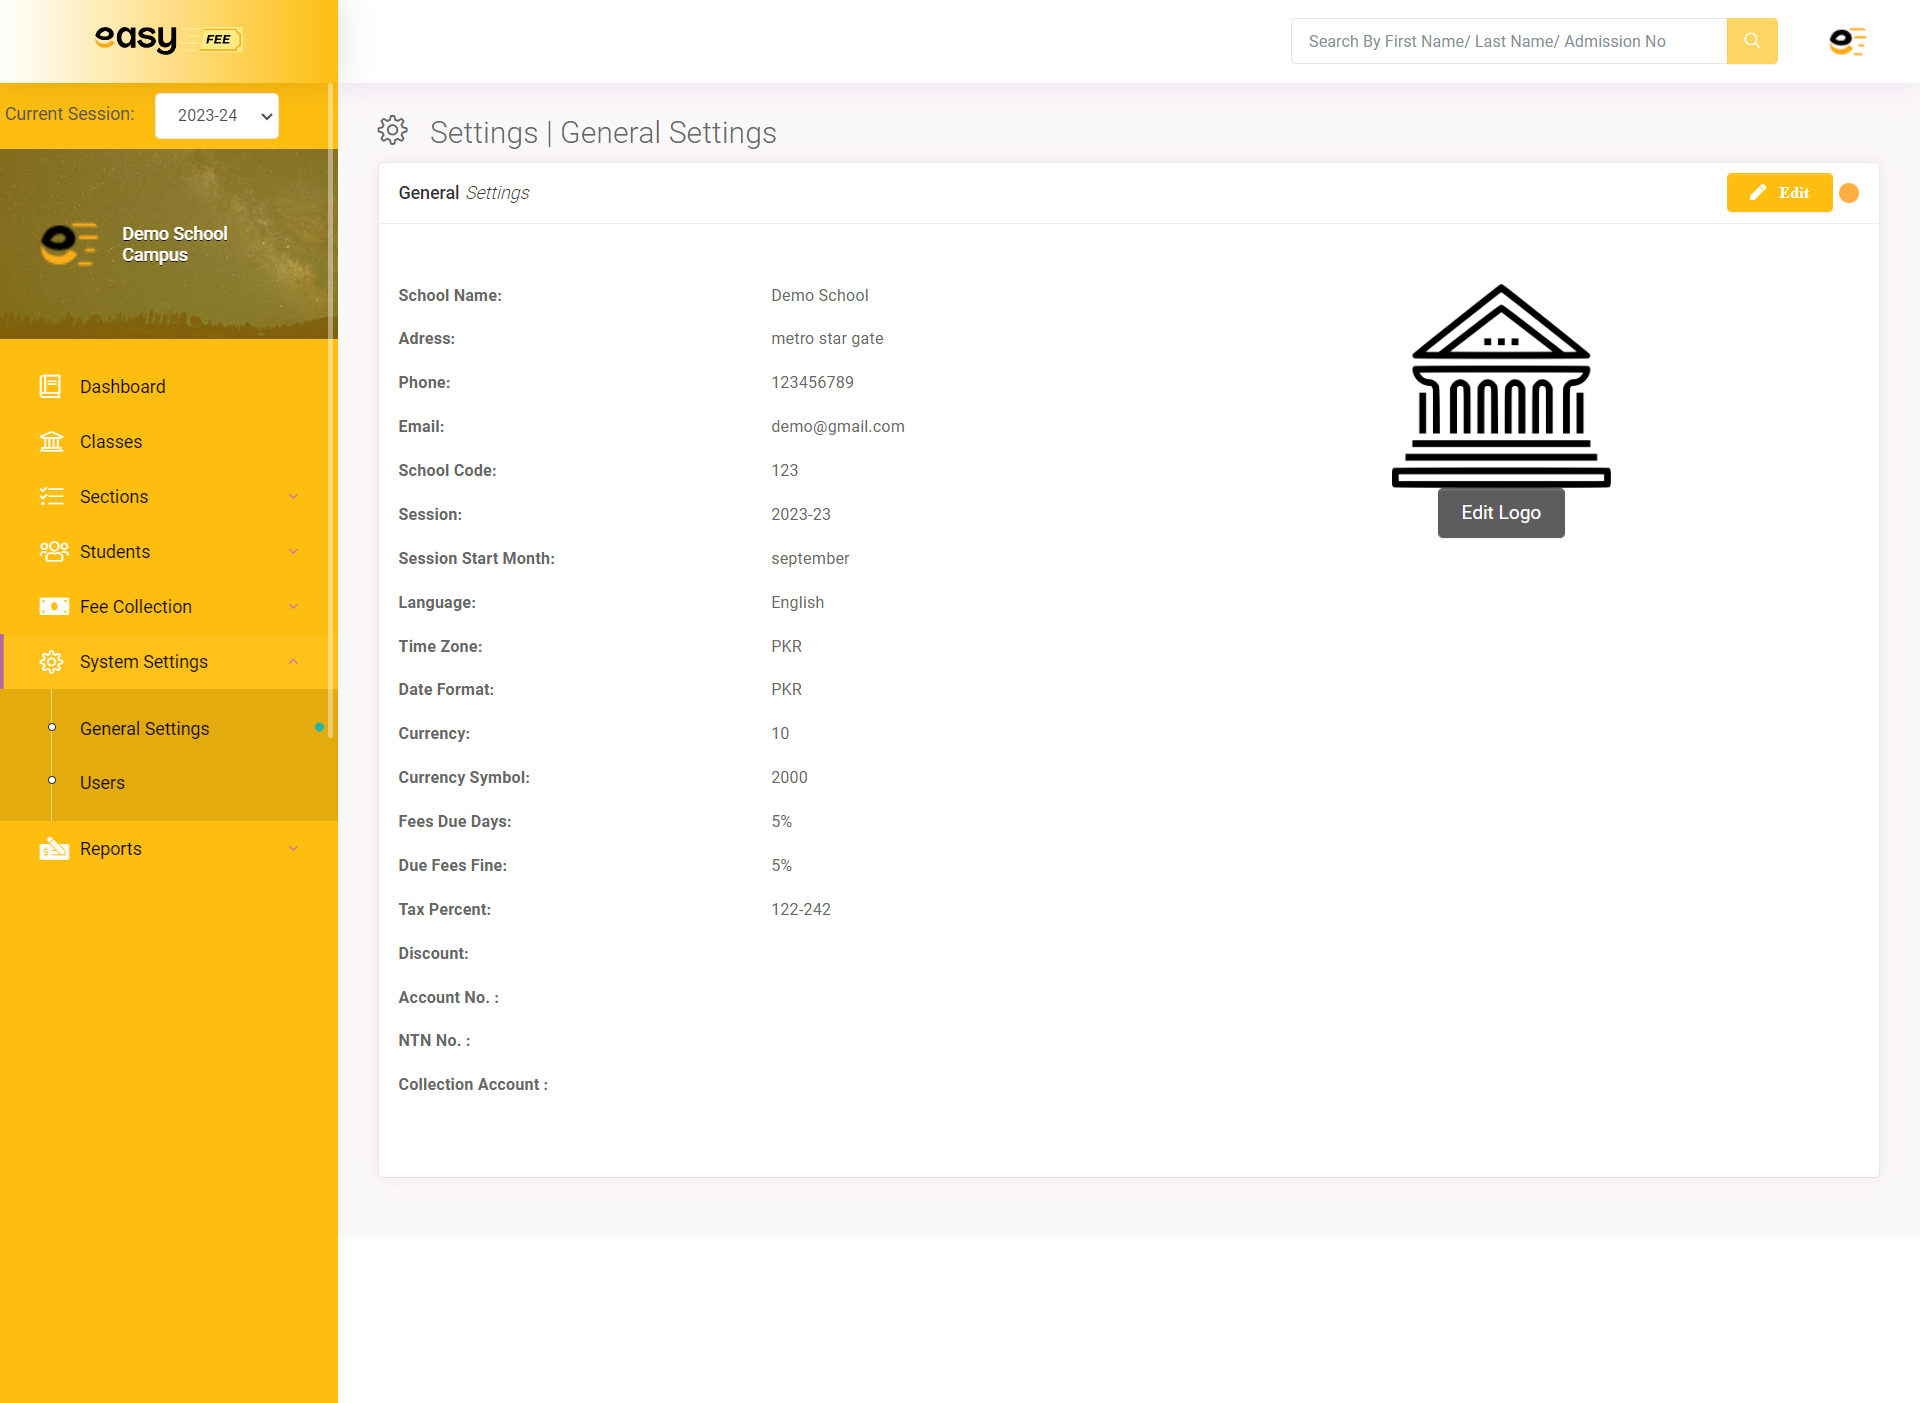 easy FEE
Search By First Name/ Last Name/ Admission No
Current Session: 2023-24
Demo School
Campus
Dashboard
Classes
Sections
Students
Fee Collection
System Settings
General Settings
Users
Reports
Settings | General Settings
General Settings
Edit
School Name: Demo School
Adress: metro star gate
Phone: 123456789
Email: demo@gmail.com
School Code: 123
Session: 2023-23
Session Start Month: september
Language: English
Time Zone: PKR
Date Format: PKR
Currency: 10
Currency Symbol: 2000
Fees Due Days: 5%
Due Fees Fine: 5%
Tax Percent: 122-242
Discount:
Account No. :
NTN No. :
Collection Account :
Edit Logo